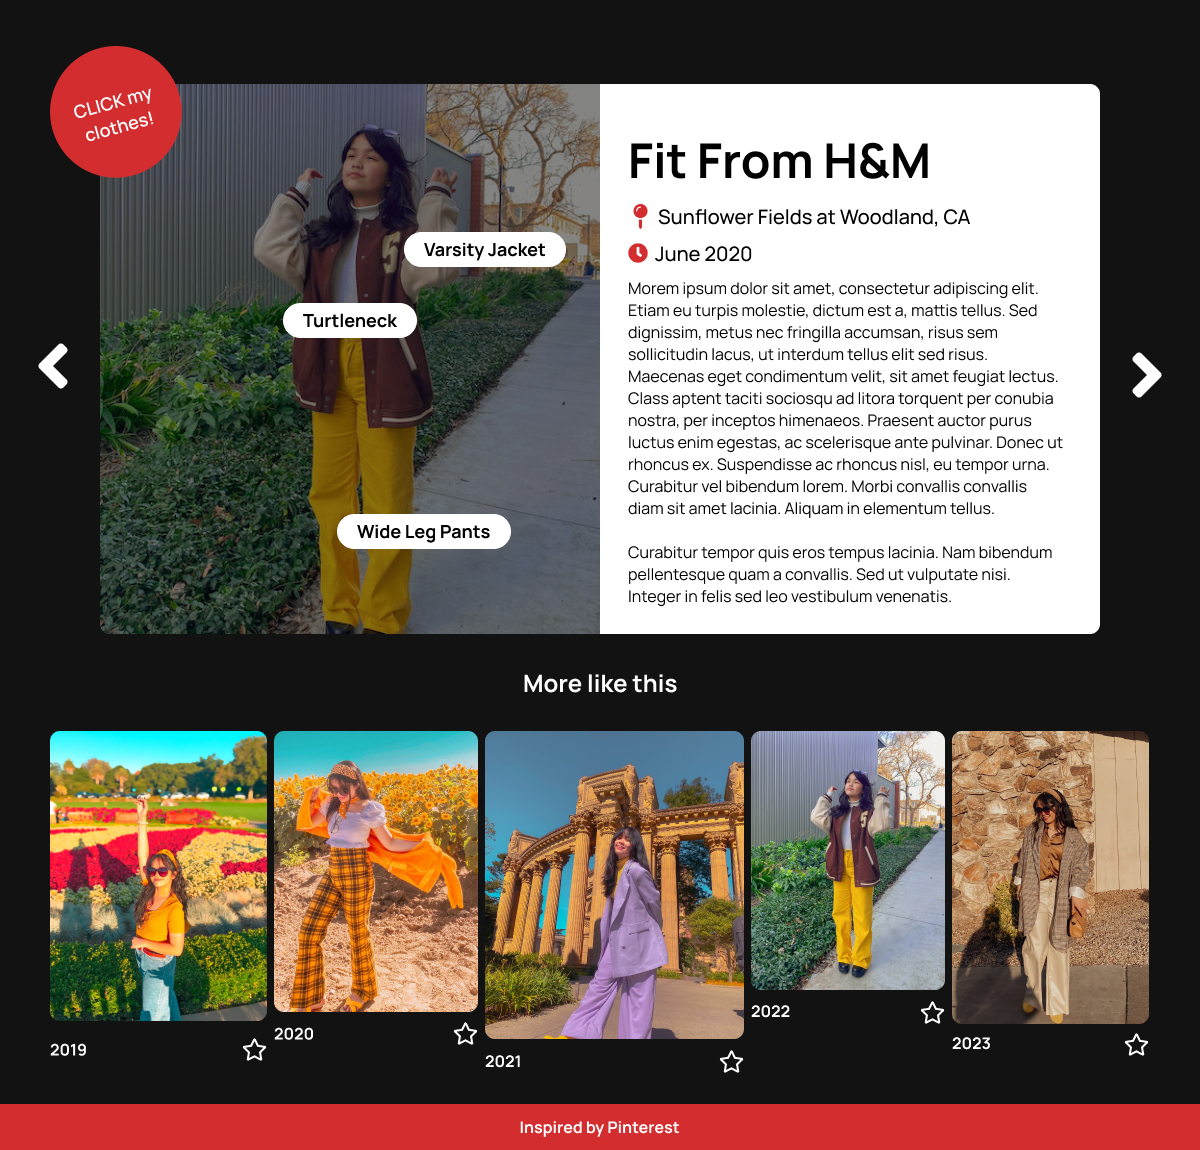 CLICK my
clothes!
Varsity Jacket
Turtleneck
Wide Leg Pants
5
Fit From H&M
Sunflower Fields at Woodland, CA
June 2020
Morem ipsum dolor sit amet, consectetur adipiscing elit.
Etiam eu turpis molestie, dictum est a, mattis tellus. Sed
dignissim, metus nec fringilla accumsan, risus sem
sollicitudin lacus, ut interdum tellus elit sed risus.
Maecenas eget condimentum velit, sit amet feugiat lectus.
Class aptent taciti sociosqu ad litora torquent per conubia
nostra, per inceptos himenaeos. Praesent auctor purus
luctus enim egestas, ac scelerisque ante pulvinar. Donec ut
rhoncus ex. Suspendisse ac rhoncus nisl, eu tempor urna.
Curabitur vel bibendum lorem. Morbi convallis convallis
diam sit amet lacinia. Aliquam in elementum tellus.
Curabitur tempor quis eros tempus lacinia. Nam bibendum
pellentesque quam a convallis. Sed ut vulputate nisi.
Integer in felis sed leo vestibulum venenatis.
More like this
5
2019
2020
2021
2022
2023
Inspired by Pinterest